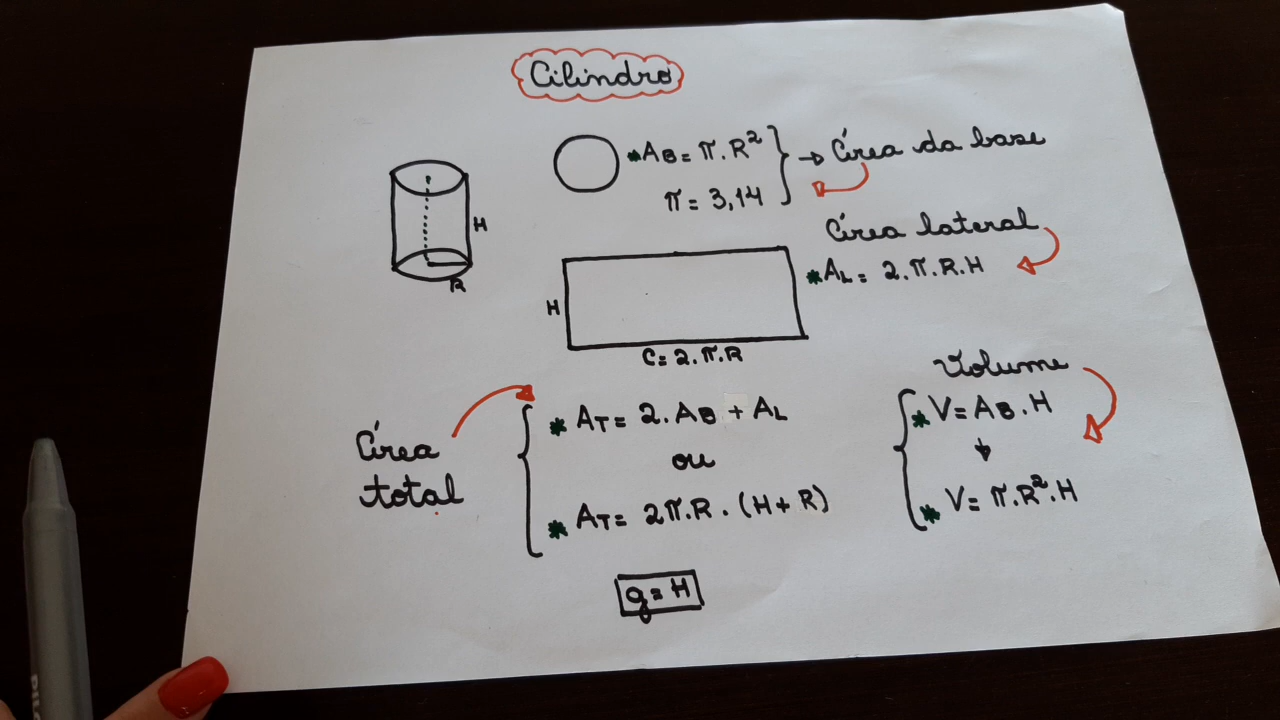 Cilindro
*AB = π.R²
π = 3,14
→ Área da base
H
R
Área lateral
*AL = 2.π.R.H
H
C = 2.π.R
Área
total
* AT = 2.AB + AL
ou
* AT = 2π.R.(H+R)
Volume
* V = AB.H
↓
* V = π.R².H
g = H